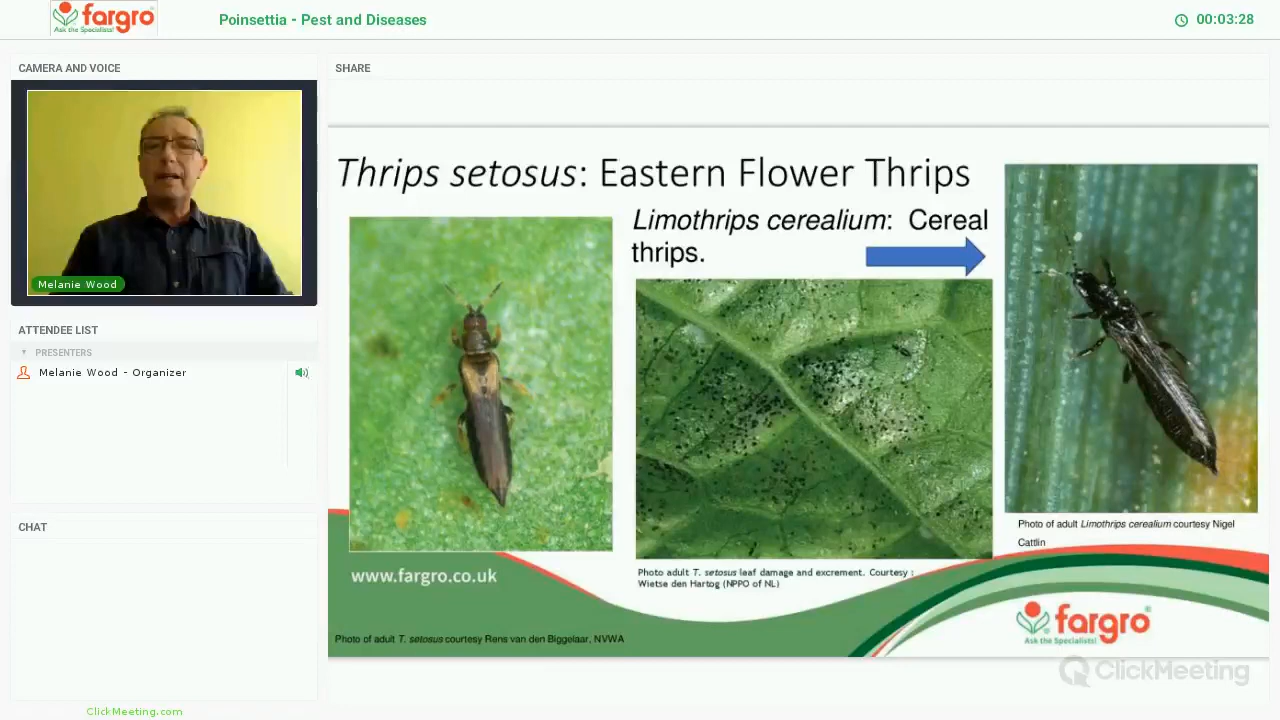 fargro
Ask the Specialists!
Poinsettia - Pest and Diseases
00:03:28
CAMERA AND VOICE
Melanie Wood
ATTENDEE LIST
PRESENTERS
Melanie Wood - Organizer
CHAT
ClickMeeting.com
SHARE
Thrips setosus: Eastern Flower Thrips
Limothrips cerealium: Cereal
thrips.
Photo of adult Limothrips cerealium courtesy Nigel
Cattlin
Photo adult T. setosus leaf damage and excrement. Courtesy :
Wietse den Hartog (NPPO of NL)
www.fargro.co.uk
Photo of adult T. setosus courtesy Rens van den Biggelaar, NVWA
fargro
Ask the Specialists!
ClickMeeting